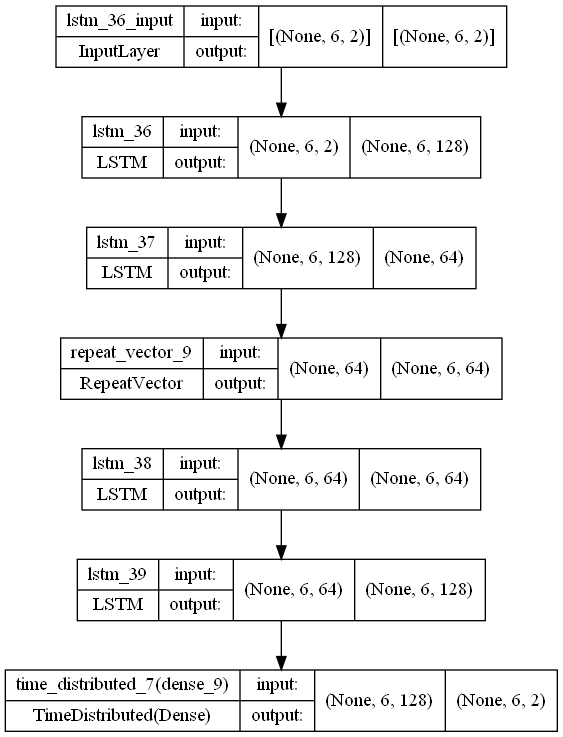 lstm_36_input input: [(None, 6, 2)] [(None, 6, 2)]
InputLayer output:
lstm_36 input: (None, 6, 2) (None, 6, 128)
LSTM output:
lstm_37 input: (None, 6, 128) (None, 64)
LSTM output:
repeat_vector_9 input: (None, 64) (None, 6, 64)
RepeatVector output:
lstm_38 input: (None, 6, 64) (None, 6, 64)
LSTM output:
lstm_39 input: (None, 6, 64) (None, 6, 128)
LSTM output:
time_distributed_7(dense_9) input: (None, 6, 128) (None, 6, 2)
TimeDistributed(Dense) output: